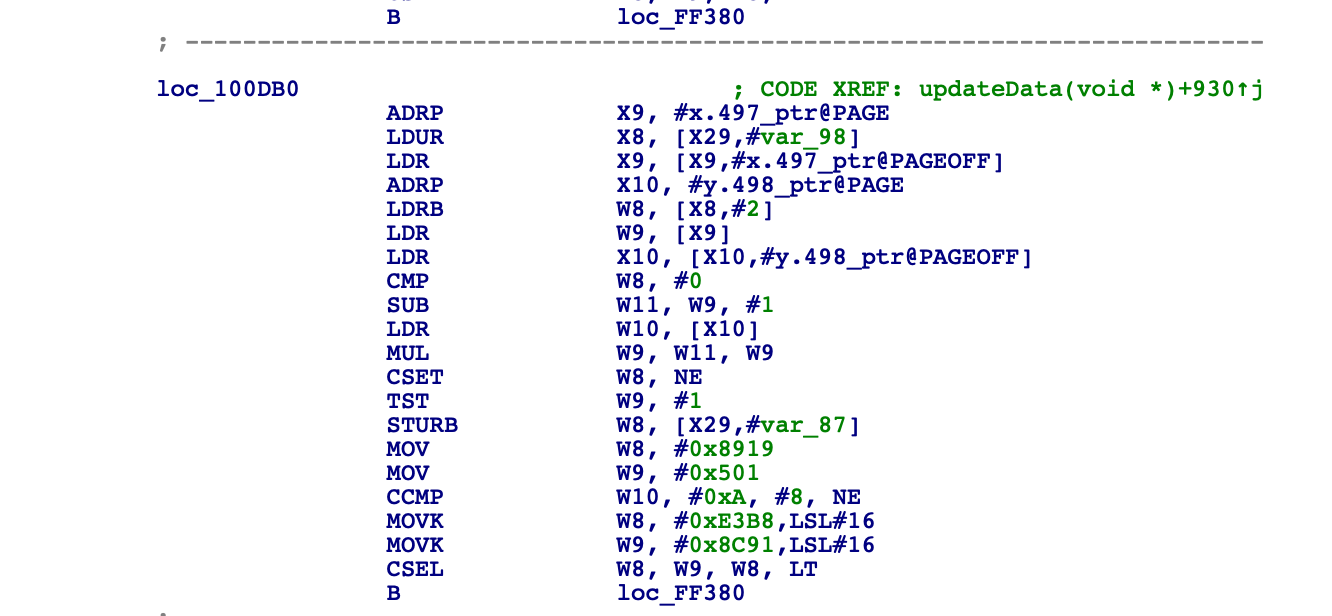 B loc_FF380
; ---------------------------------------------------------------------------
loc_100DB0 ; CODE XREF: updateData(void *)+930↑j
ADRP X9, #x.497_ptr@PAGE
LDUR X8, [X29,#var_98]
LDR X9, [X9,#x.497_ptr@PAGEOFF]
ADRP X10, #y.498_ptr@PAGE
LDRB W8, [X8,#2]
LDR W9, [X9]
LDR X10, [X10,#y.498_ptr@PAGEOFF]
CMP W8, #0
SUB W11, W9, #1
LDR W10, [X10]
MUL W9, W11, W9
CSET W8, NE
TST W9, #1
STURB W8, [X29,#var_87]
MOV W8, #0x8919
MOV W9, #0x501
CCMP W10, #0xA, #8, NE
MOVK W8, #0xE3B8,LSL#16
MOVK W9, #0x8C91,LSL#16
CSEL W8, W9, W8, LT
B loc_FF380